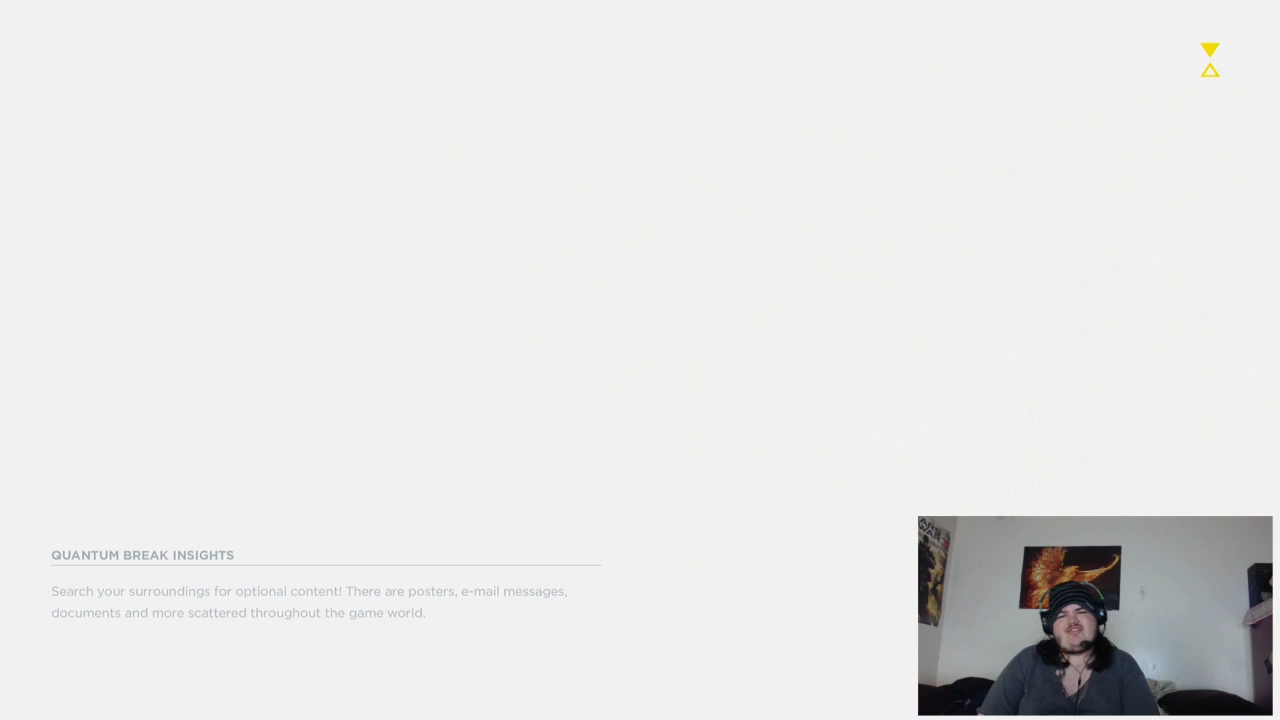 QUANTUM BREAK INSIGHTS
Search your surroundings for optional content! There are posters, e-mail messages,
documents and more scattered throughout the game world.